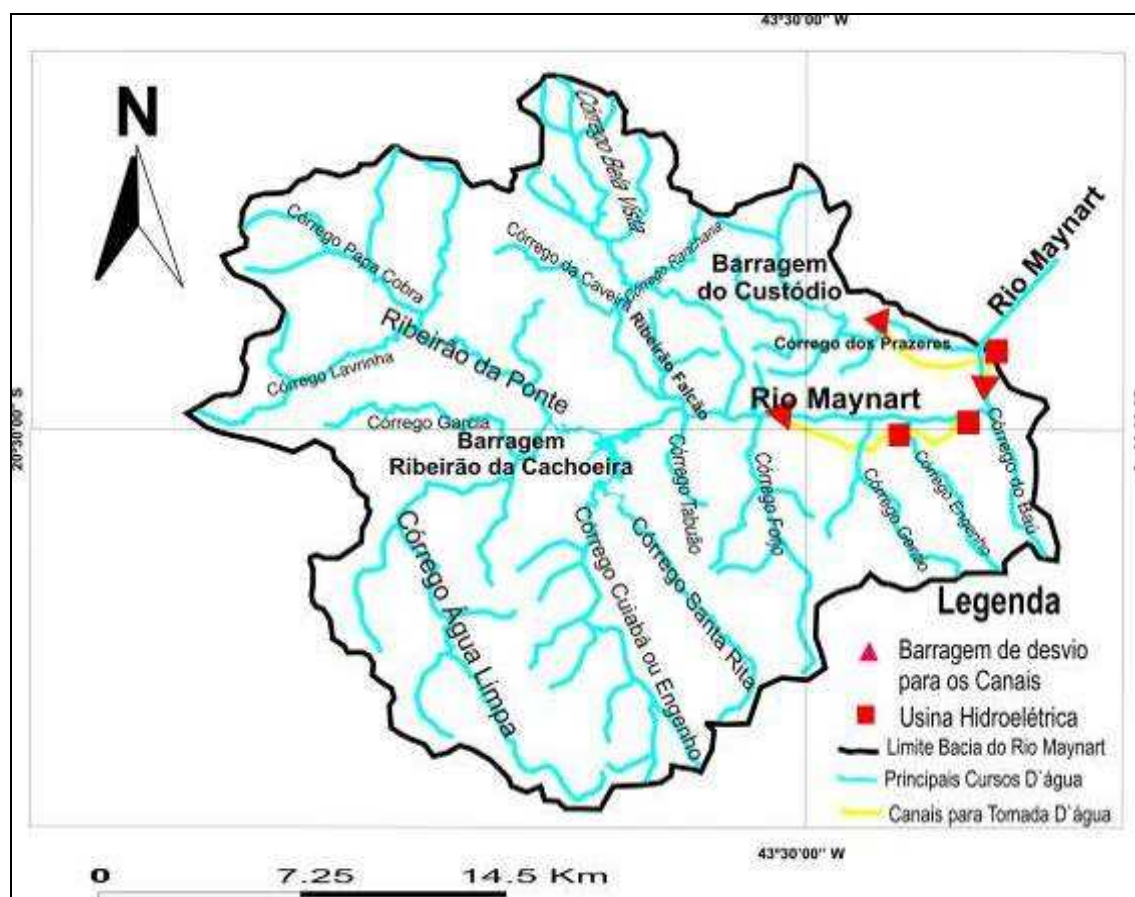 43°30'00'' W
N
Córrego Bela Vista
Córrego Papa Cobra
Córrego da Caveira
Córrego Rancharia
Barragem
do Custódio
Rio Maynart
Ribeirão da Ponte
Ribeirão Falcão
Córrego dos Prazeres
Córrego Lavrinha
Rio Maynart
20°30'00'' S
Córrego Garcia
Barragem
Ribeirão da Cachoeira
Córrego Tabuão
Córrego Forjo
Córrego Engenho
Córrego do Baú
Córrego Água Limpa
Córrego Cuiabá ou Engenho
Córrego Santa Rita
Legenda
Barragem de desvio
para os Canais
Usina Hidroelétrica
Limite Bacia do Rio Maynart
Principais Cursos D`água
Canais para Tomada D`água
43°30'00'' W
0
7.25
14.5 Km